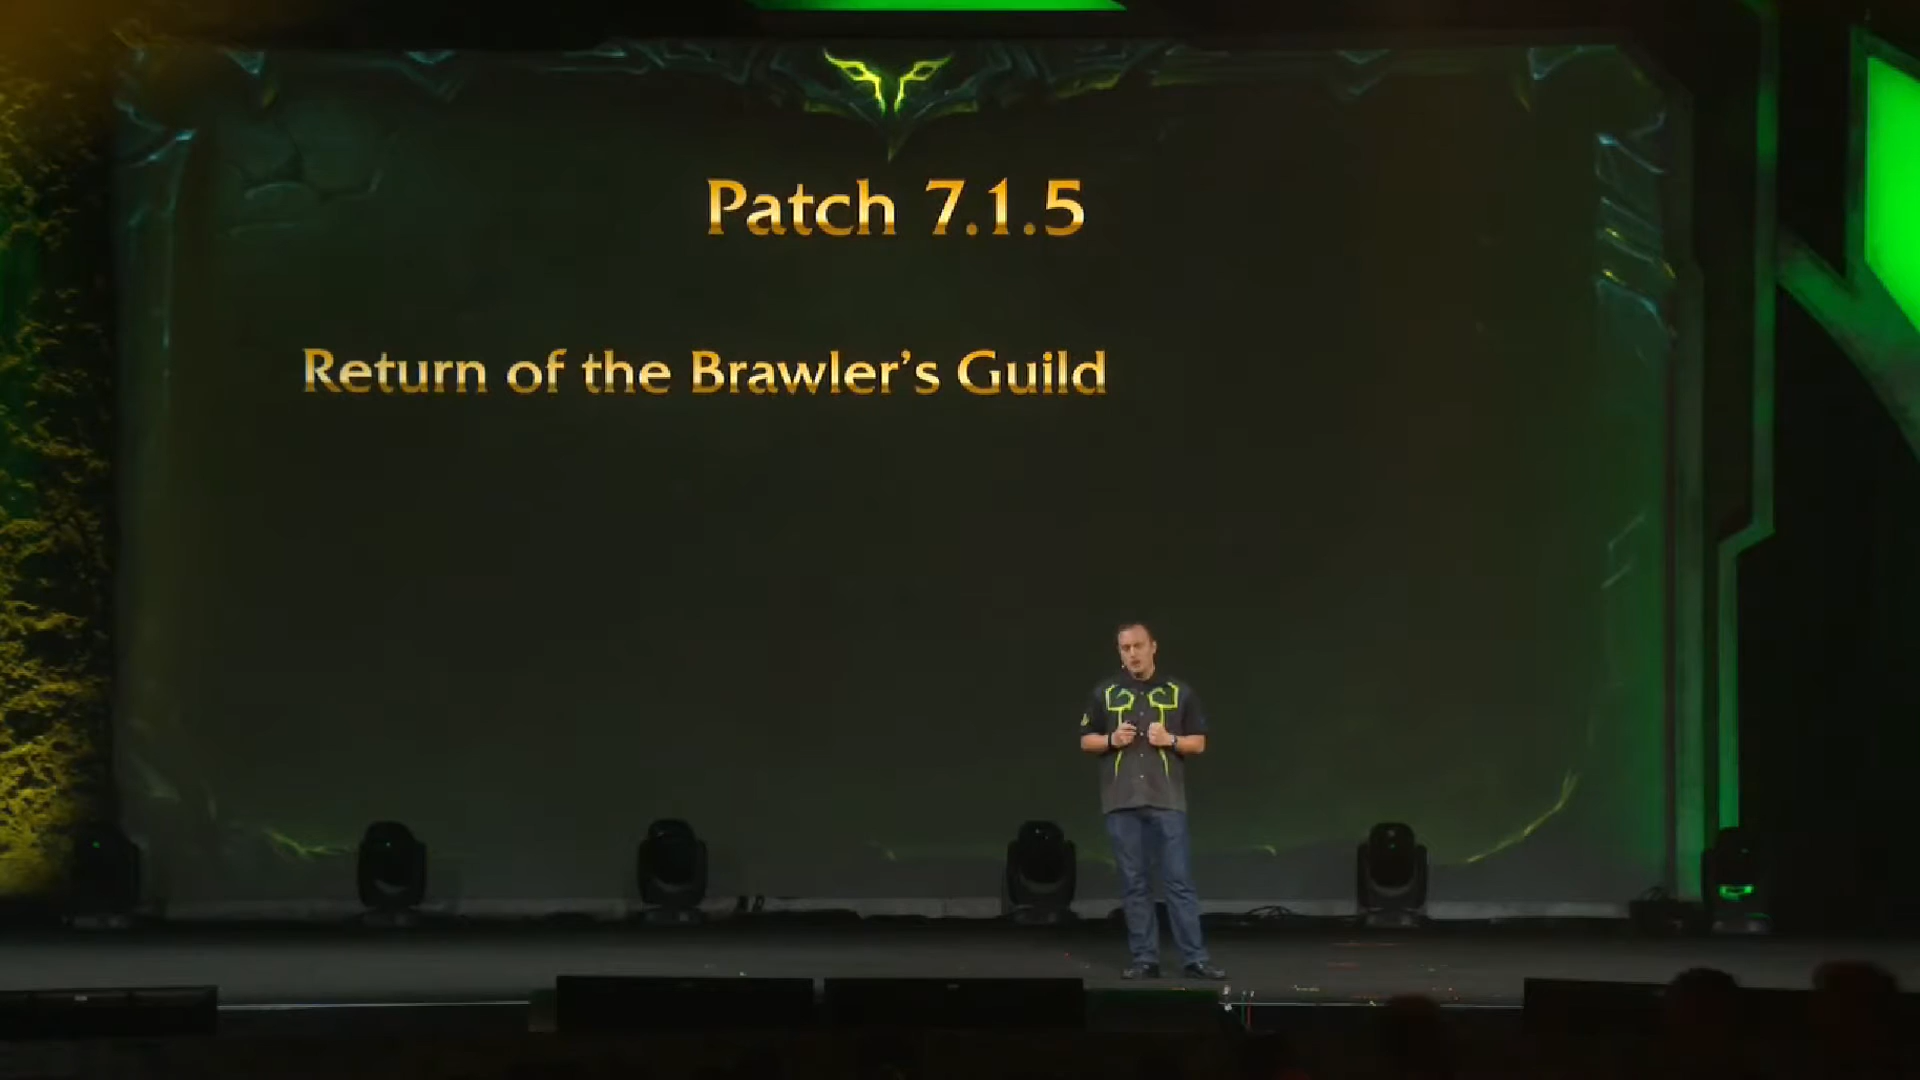 Patch 7.1.5
Return of the Brawler’s Guild